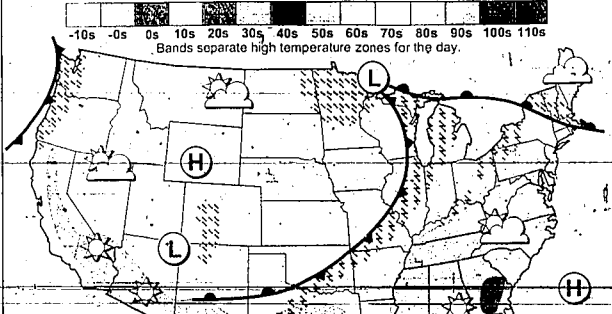 -10s -0s 0s 10s 20s 30s 40s 50s 60s 70s 80s 90s 100s 110s
Bands separate high temperature zones for the day.
L
H
L
H